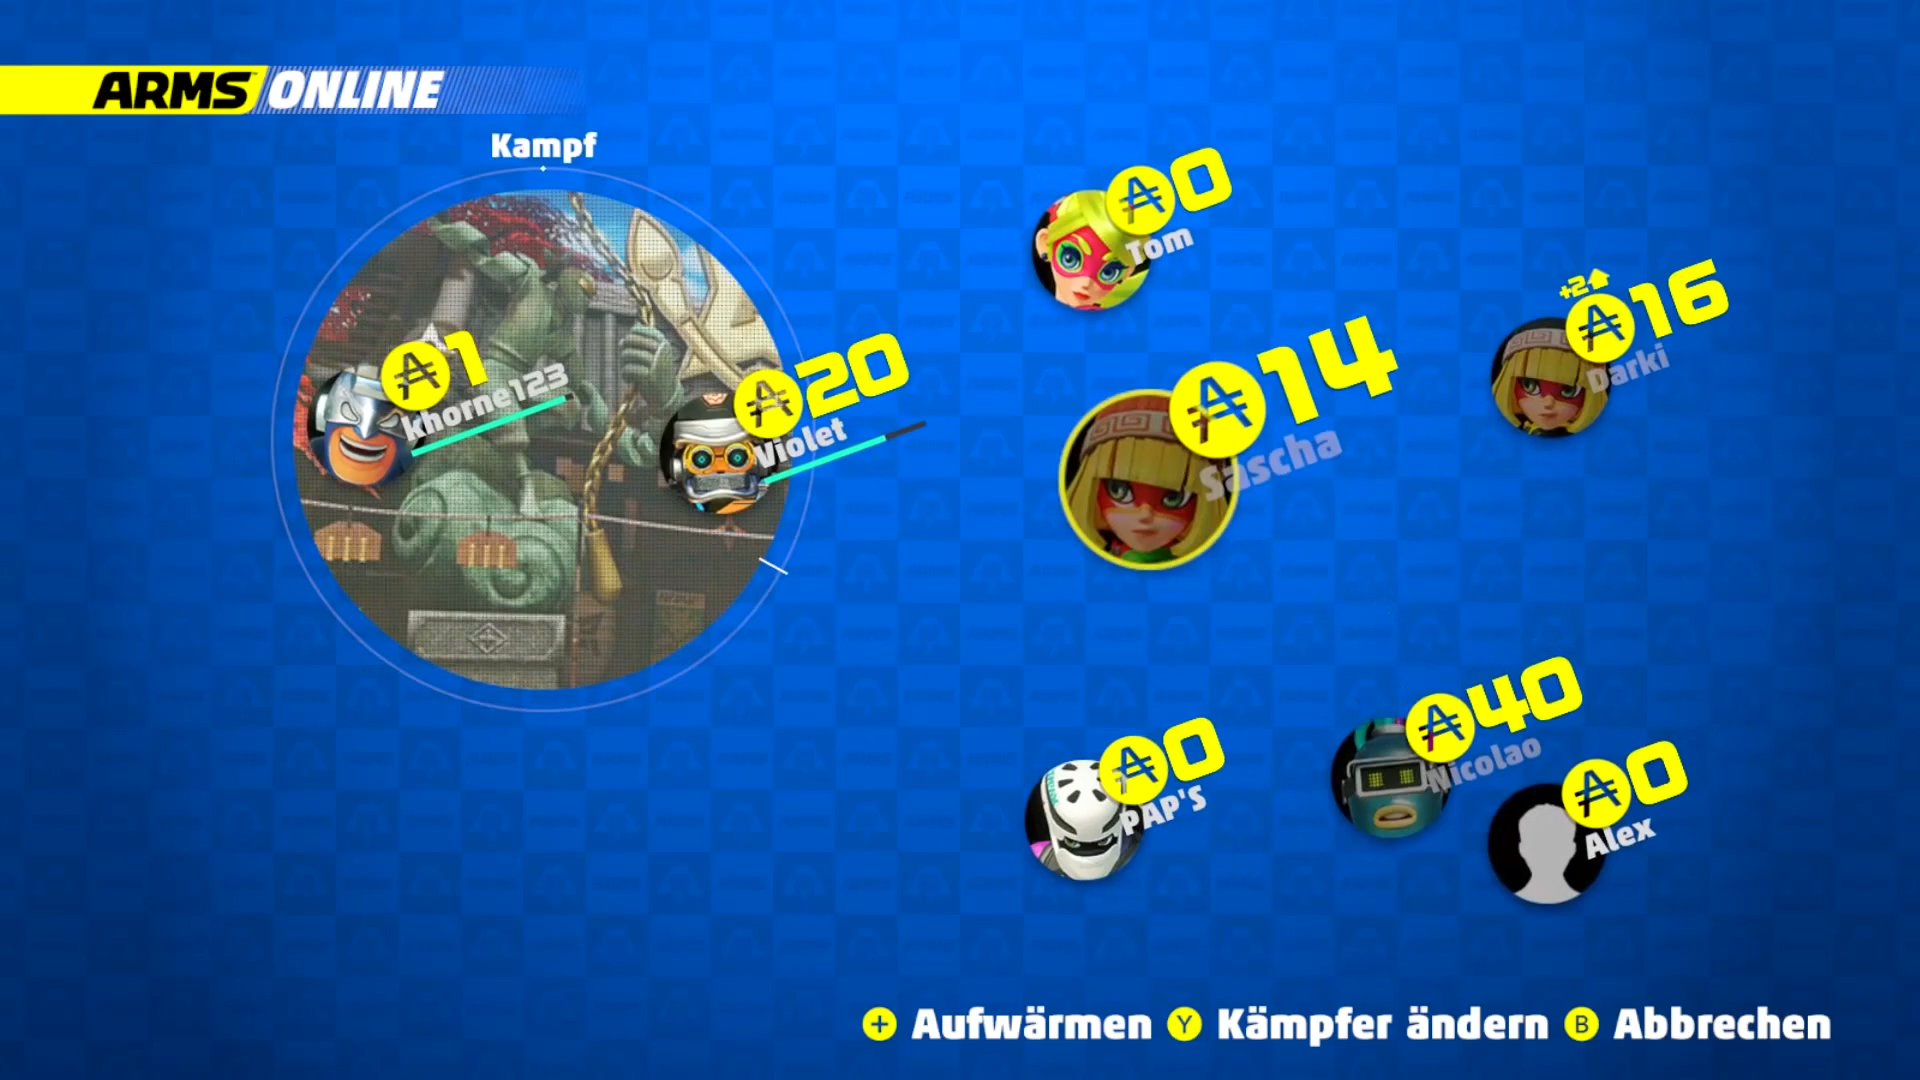 ARMS ONLINE
Kampf
0
Tom
+2
16
Darki
1
khorne123
20
Violet
14
Sascha
0
PAP'S
40
Nicolao
0
Alex
+ Aufwärmen Y Kämpfer ändern B Abbrechen